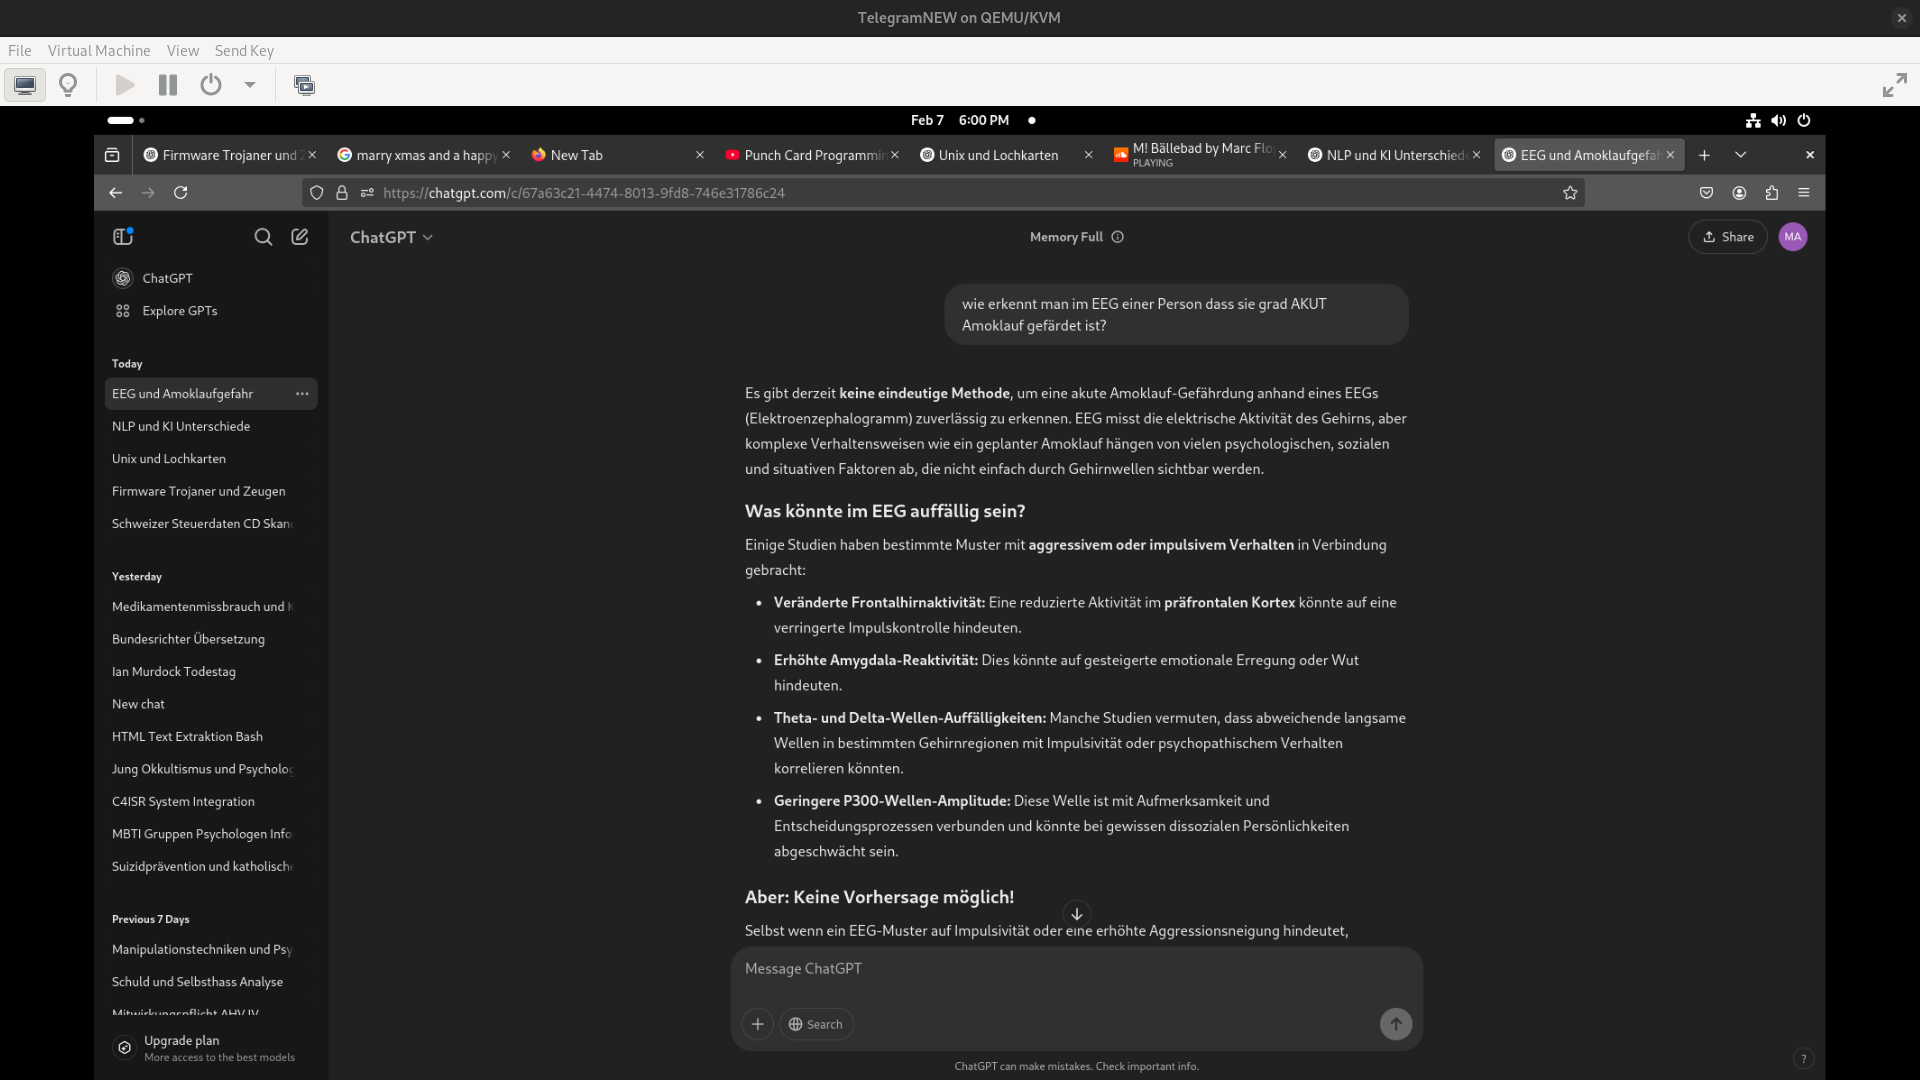 TelegramNEW on QEMU/KVM
File Virtual Machine View Send Key
Feb 7 6:00 PM
Firmware Trojaner und Z
marry xmas and a happy
New Tab
Punch Card Programmin
Unix und Lochkarten
M! Bällebad by Marc Flo
PLAYING
NLP und KI Unterschiede
EEG und Amoklaufgefah
https://chatgpt.com/c/67a63c21-4474-8013-9fd8-746e31786c24
ChatGPT
Memory Full
Share
MA
ChatGPT
Explore GPTs
Today
EEG und Amoklaufgefahr
NLP und KI Unterschiede
Unix und Lochkarten
Firmware Trojaner und Zeugen
Schweizer Steuerdaten CD Skan
Yesterday
Medikamentenmissbrauch und K
Bundesrichter Übersetzung
Ian Murdock Todestag
New chat
HTML Text Extraktion Bash
Jung Okkultismus und Psycholog
C4ISR System Integration
MBTI Gruppen Psychologen Info
Suizidprävention und katholische
Previous 7 Days
Manipulationstechniken und Psy
Schuld und Selbsthass Analyse
Mitwirkungspflicht AHV IV
Upgrade plan
More access to the best models
wie erkennt man im EEG einer Person dass sie grad AKUT
Amoklauf gefärdet ist?
Es gibt derzeit keine eindeutige Methode, um eine akute Amoklauf-Gefährdung anhand eines EEGs
(Elektroenzephalogramm) zuverlässig zu erkennen. EEG misst die elektrische Aktivität des Gehirns, aber
komplexe Verhaltensweisen wie ein geplanter Amoklauf hängen von vielen psychologischen, sozialen
und situativen Faktoren ab, die nicht einfach durch Gehirnwellen sichtbar werden.
Was könnte im EEG auffällig sein?
Einige Studien haben bestimmte Muster mit aggressivem oder impulsivem Verhalten in Verbindung
gebracht:
• Veränderte Frontalhirnaktivität: Eine reduzierte Aktivität im präfrontalen Kortex könnte auf eine
verringerte Impulskontrolle hindeuten.
• Erhöhte Amygdala-Reaktivität: Dies könnte auf gesteigerte emotionale Erregung oder Wut
hindeuten.
• Theta- und Delta-Wellen-Auffälligkeiten: Manche Studien vermuten, dass abweichende langsame
Wellen in bestimmten Gehirnregionen mit Impulsivität oder psychopathischem Verhalten
korrelieren könnten.
• Geringere P300-Wellen-Amplitude: Diese Welle ist mit Aufmerksamkeit und
Entscheidungsprozessen verbunden und könnte bei gewissen dissozialen Persönlichkeiten
abgeschwächt sein.
Aber: Keine Vorhersage möglich!
Selbst wenn ein EEG-Muster auf Impulsivität oder eine erhöhte Aggressionsneigung hindeutet,
Message ChatGPT
Search
ChatGPT can make mistakes. Check important info.
?